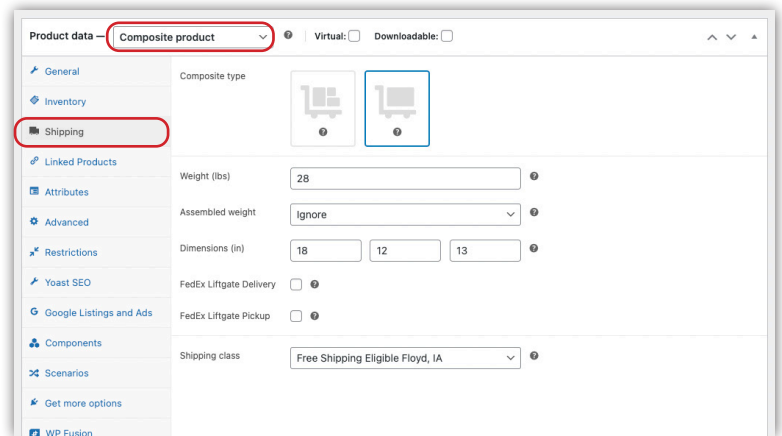 Product data — Composite product Virtual: Downloadable:
General
Inventory
Shipping
Linked Products
Attributes
Advanced
Restrictions
Yoast SEO
Google Listings and Ads
Components
Scenarios
Get more options
WP Fusion
Composite type
Weight (lbs) 28
Assembled weight Ignore
Dimensions (in) 18 12 13
FedEx Liftgate Delivery
FedEx Liftgate Pickup
Shipping class Free Shipping Eligible Floyd, IA